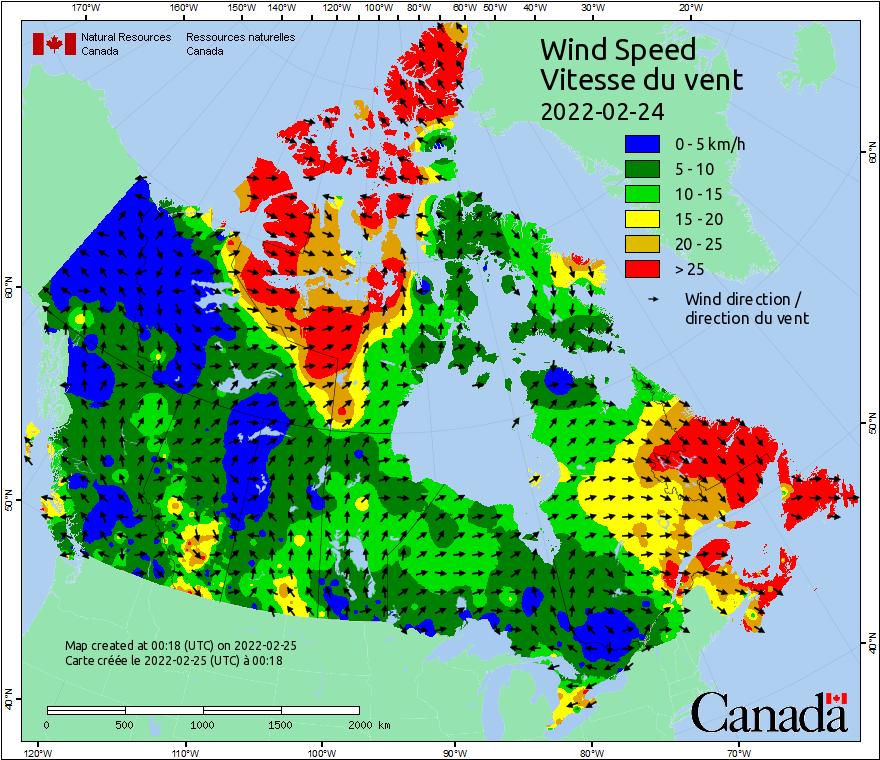 170°W 160°W 150°W 140°W 120°W 100°W 80°W 60°W 50°W 40°W 30°W 20°W
Natural Resources Canada
Ressources naturelles Canada
Wind Speed
Vitesse du vent
2022-02-24
0 - 5 km/h
5 - 10
10 - 15
15 - 20
20 - 25
> 25
Wind direction /
direction du vent
60°N
60°N
50°N
50°N
40°N
40°N
Map created at 00:18 (UTC) on 2022-02-25
Carte créée le 2022-02-25 (UTC) à 00:18
0 500 1000 1500 2000 km
Canada
120°W 110°W 100°W 90°W 80°W 70°W